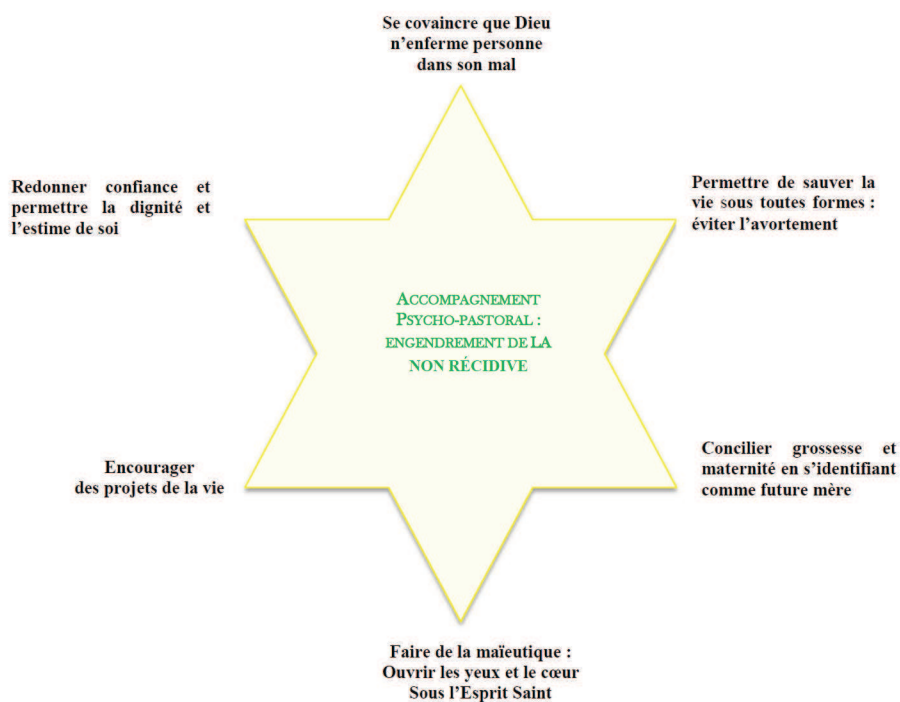 Se covaincre que Dieu
n'enferme personne
dans son mal
Redonner confiance et
permettre la dignité et
l'estime de soi
Permettre de sauver la
vie sous toutes formes :
éviter l'avortement
ACCOMPAGNEMENT
PSYCHO-PASTORAL :
ENGENDREMENT DE LA
NON RÉCIDIVE
Encourager
des projets de la vie
Concilier grossesse et
maternité en s'identifiant
comme future mère
Faire de la maïeutique :
Ouvrir les yeux et le cœur
Sous l'Esprit Saint